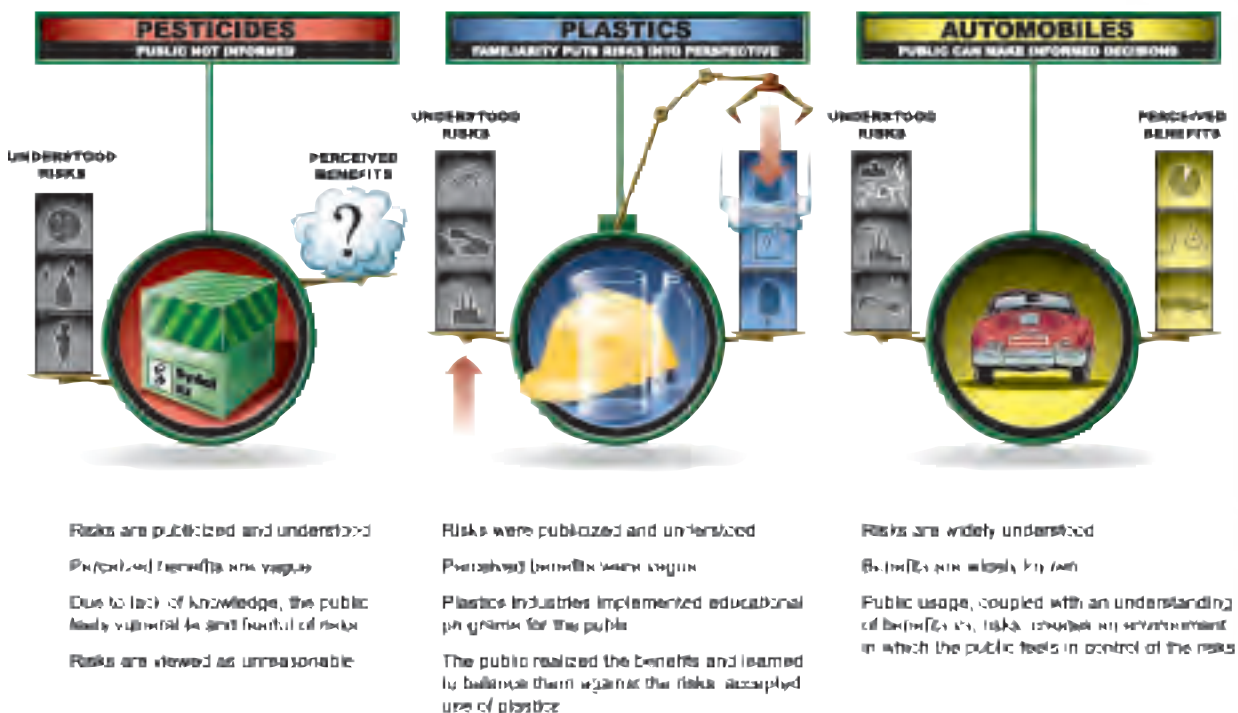 PESTICIDES
PUBLIC NOT INFORMED
UNDERSTOOD
RISKS
PERCEIVED
BENEFITS
?
PLASTICS
FAMILIARITY PUTS RISKS INTO PERSPECTIVE
UNDERSTOOD
RISKS
AUTOMOBILES
PUBLIC CAN MAKE INFORMED DECISIONS
UNDERSTOOD
RISKS
PERCEIVED
BENEFITS
Risks are publicized and understood
Perceived benefits are vague
Due to lack of knowledge, the public
feels vulnerable and fearful of risks
Risks are viewed as unreasonable
Risks were publicized and understood
Perceived benefits were vague
Plastics industries implemented educational
programs for the public
The public realized the benefits and learned
to balance them against the risks accepted
use of plastics
Risks are widely understood
Benefits are widely known
Public usage, coupled with an understanding
of benefits vs. risks, creates an environment
in which the public feels in control of the risks